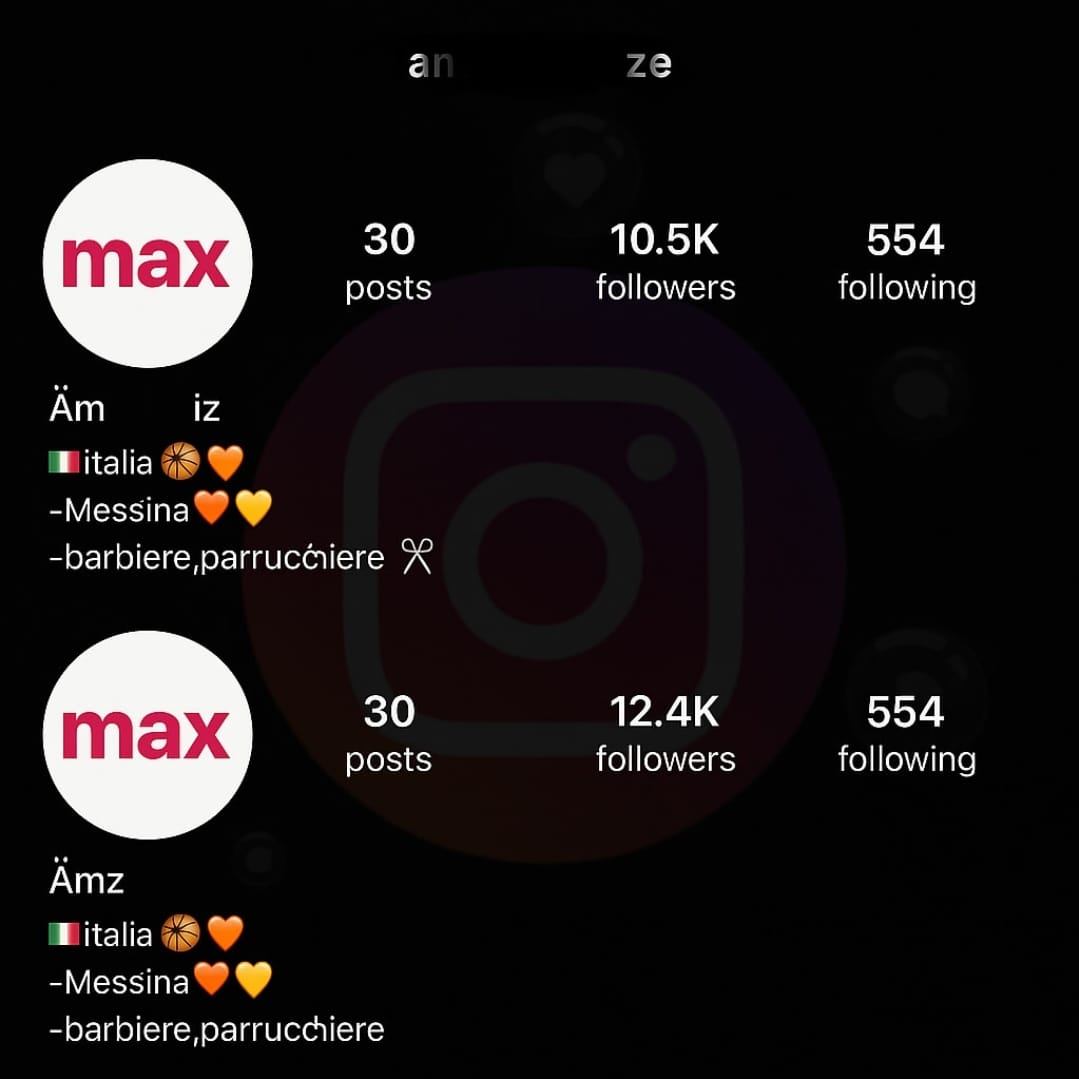 an ze
max
30 10.5K 554
posts followers following
Äm iz
🇮🇹italia🏀🧡
-Messina🧡💛
-barbiere,parrucchiere ✂
max
30 12.4K 554
posts followers following
Ämz
🇮🇹italia🏀🧡
-Messina🧡💛
-barbiere,parrucchiere